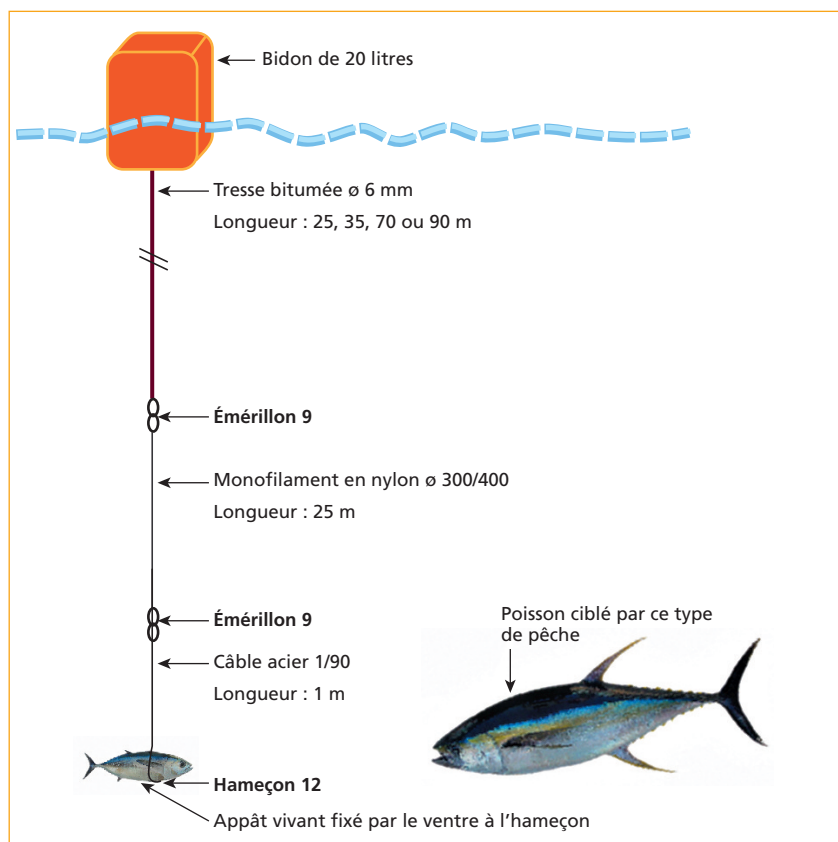 Bidon de 20 litres
Tresse bitumée ø 6 mm
Longueur : 25, 35, 70 ou 90 m
Émérillon 9
Monofilament en nylon ø 300/400
Longueur : 25 m
Émérillon 9
Câble acier 1/90
Longueur : 1 m
Poisson ciblé par ce type
de pêche
Hameçon 12
Appât vivant fixé par le ventre à l’hameçon